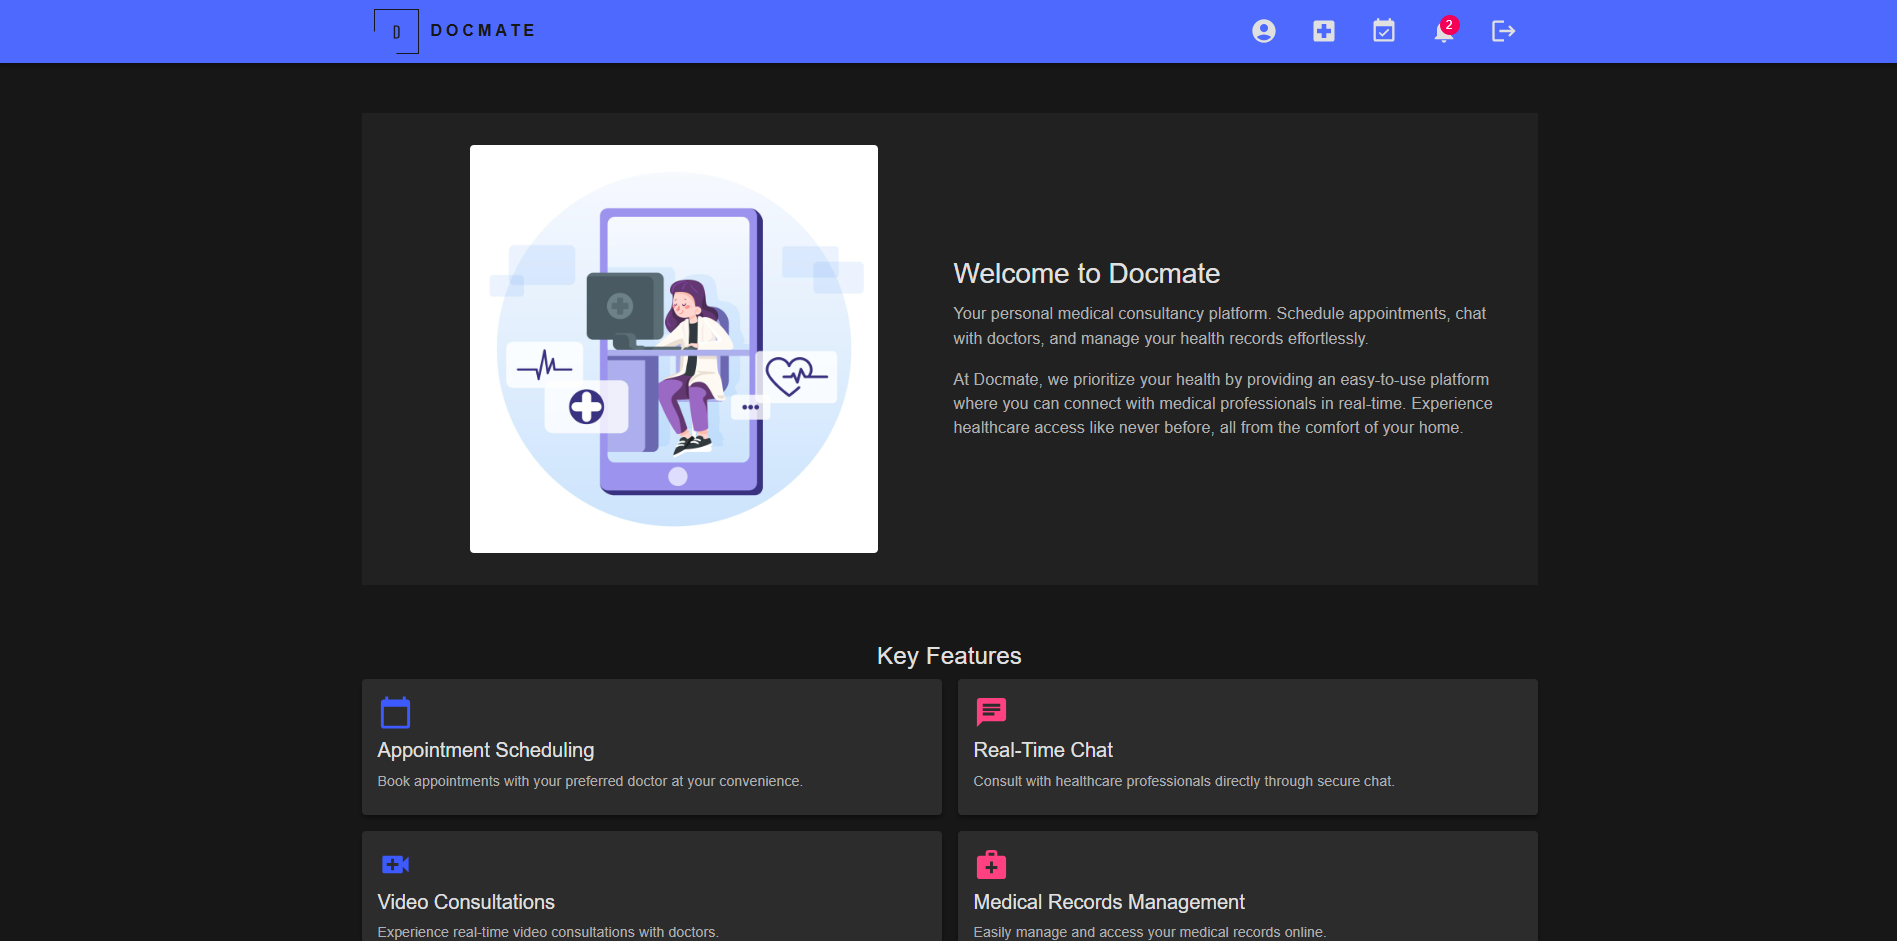 D
DOCMATE
2
Welcome to Docmate
Your personal medical consultancy platform. Schedule appointments, chat
with doctors, and manage your health records effortlessly.
At Docmate, we prioritize your health by providing an easy-to-use platform
where you can connect with medical professionals in real-time. Experience
healthcare access like never before, all from the comfort of your home.
Key Features
Appointment Scheduling
Book appointments with your preferred doctor at your convenience.
Real-Time Chat
Consult with healthcare professionals directly through secure chat.
Video Consultations
Experience real-time video consultations with doctors.
Medical Records Management
Easily manage and access your medical records online.